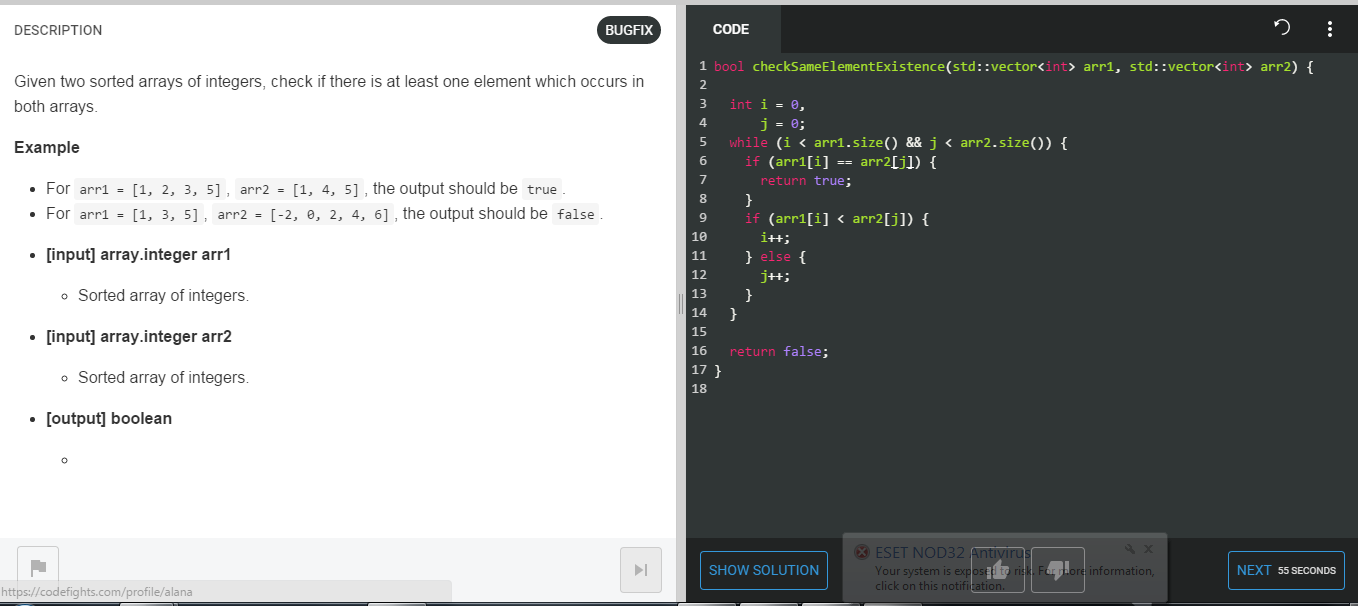 DESCRIPTION
BUGFIX
Given two sorted arrays of integers, check if there is at least one element which occurs in
both arrays.
Example
• For arr1 = [1, 2, 3, 5], arr2 = [1, 4, 5], the output should be true.
• For arr1 = [1, 3, 5], arr2 = [-2, 0, 2, 4, 6], the output should be false.
• [input] array.integer arr1
◦ Sorted array of integers.
• [input] array.integer arr2
◦ Sorted array of integers.
• [output] boolean
◦
https://codefights.com/profile/alana
CODE
1 bool checkSameElementExistence(std::vector<int> arr1, std::vector<int> arr2) {
2
3   int i = 0,
4       j = 0;
5   while (i < arr1.size() && j < arr2.size()) {
6     if (arr1[i] == arr2[j]) {
7       return true;
8     }
9     if (arr1[i] < arr2[j]) {
10       i++;
11     } else {
12       j++;
13     }
14   }
15
16   return false;
17 }
18
SHOW SOLUTION
ESET NOD32 Antivirus
Your system is exposed to risk. For more information,
click on this notification.
NEXT 55 SECONDS